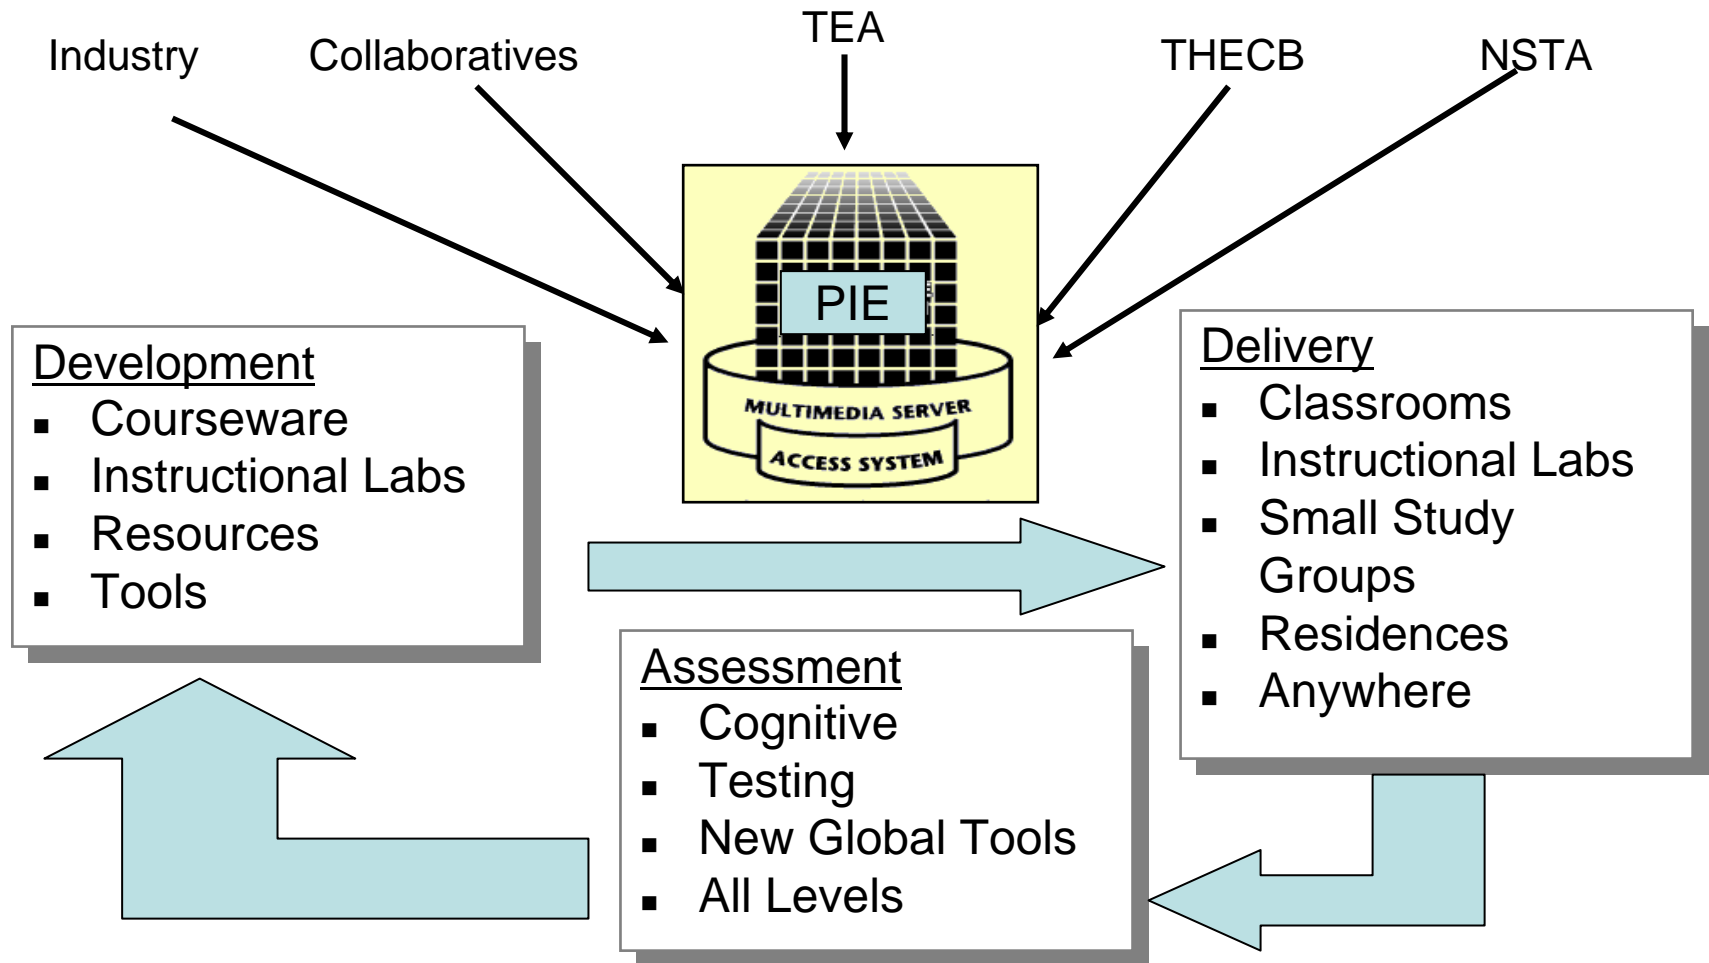 TEA
Industry Collaboratives THECB NSTA
PIE
MULTIMEDIA SERVER
ACCESS SYSTEM
Development
▪ Courseware
▪ Instructional Labs
▪ Resources
▪ Tools
Delivery
▪ Classrooms
▪ Instructional Labs
▪ Small Study
Groups
▪ Residences
▪ Anywhere
Assessment
▪ Cognitive
▪ Testing
▪ New Global Tools
▪ All Levels